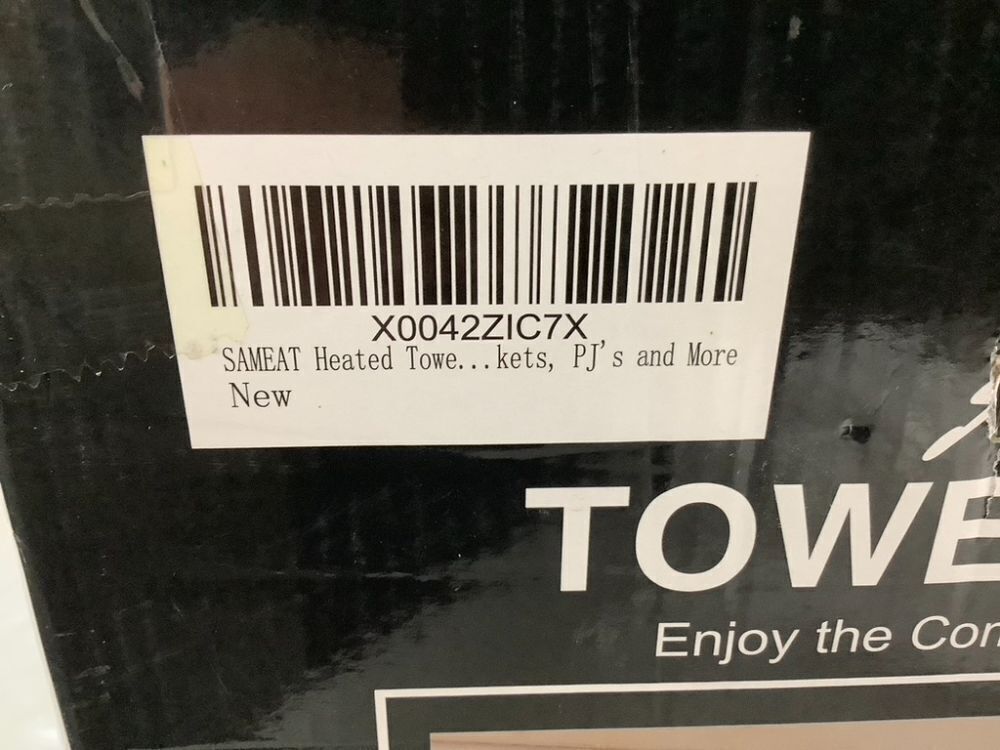 X0042ZIC7X
SAMEAT Heated Towe...kets, PJ's and More
New
TOWE
Enjoy the Con